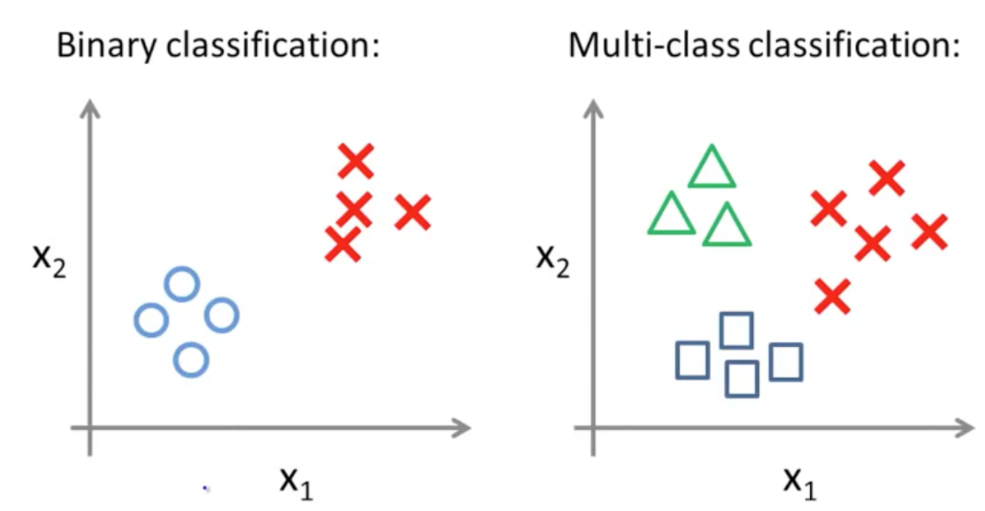 Binary classification:
x₂
x₁
Multi-class classification:
x₂
x₁